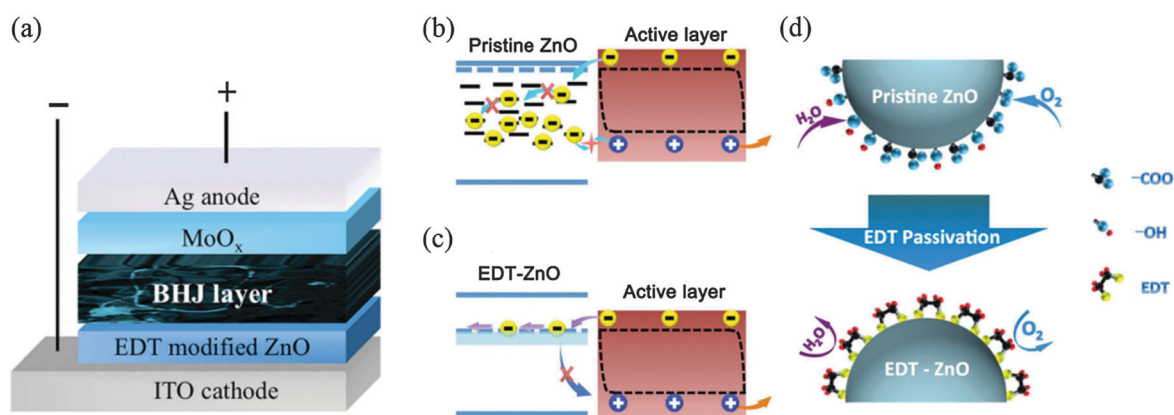 (a)
−
+
Ag anode
MoOₓ
BHJ layer
EDT modified ZnO
ITO cathode
(b)
Pristine ZnO
Active layer
(c)
EDT-ZnO
Active layer
(d)
Pristine ZnO
H₂O
O₂
EDT Passivation
H₂O
O₂
EDT - ZnO
−COO
−OH
EDT